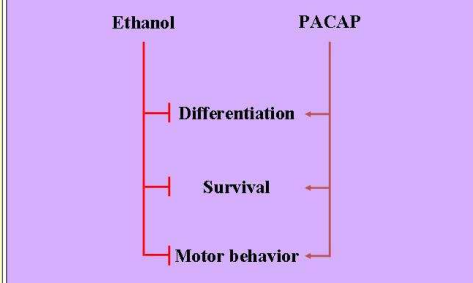 Ethanol PACAP
Differentiation
Survival
Motor behavior